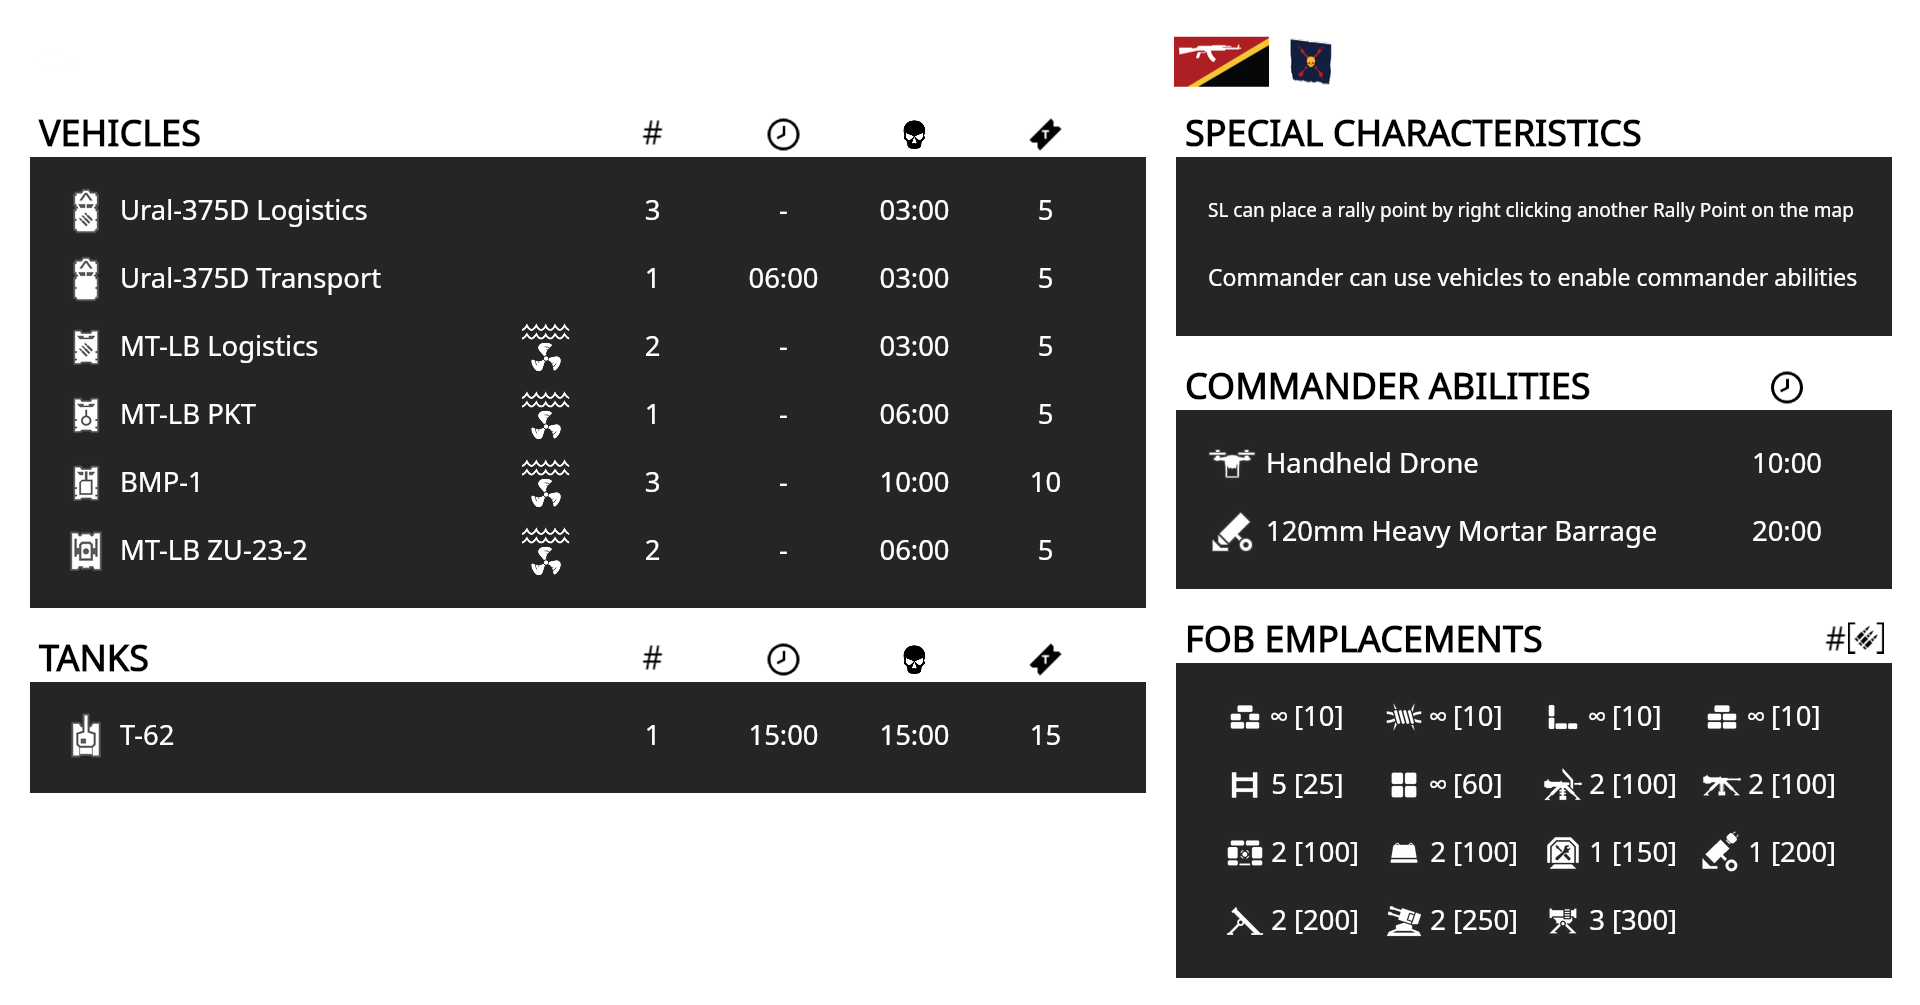 VEHICLES #
Ural-375D Logistics 3 - 03:00 5
Ural-375D Transport 1 06:00 03:00 5
MT-LB Logistics 2 - 03:00 5
MT-LB PKT 1 - 06:00 5
BMP-1 3 - 10:00 10
MT-LB ZU-23-2 2 - 06:00 5
TANKS #
T-62 1 15:00 15:00 15
SPECIAL CHARACTERISTICS
SL can place a rally point by right clicking another Rally Point on the map
Commander can use vehicles to enable commander abilities
COMMANDER ABILITIES
Handheld Drone 10:00
120mm Heavy Mortar Barrage 20:00
FOB EMPLACEMENTS #[]
∞ [10] ∞ [10] ∞ [10] ∞ [10]
5 [25] ∞ [60] 2 [100] 2 [100]
2 [100] 2 [100] 1 [150] 1 [200]
2 [200] 2 [250] 3 [300]